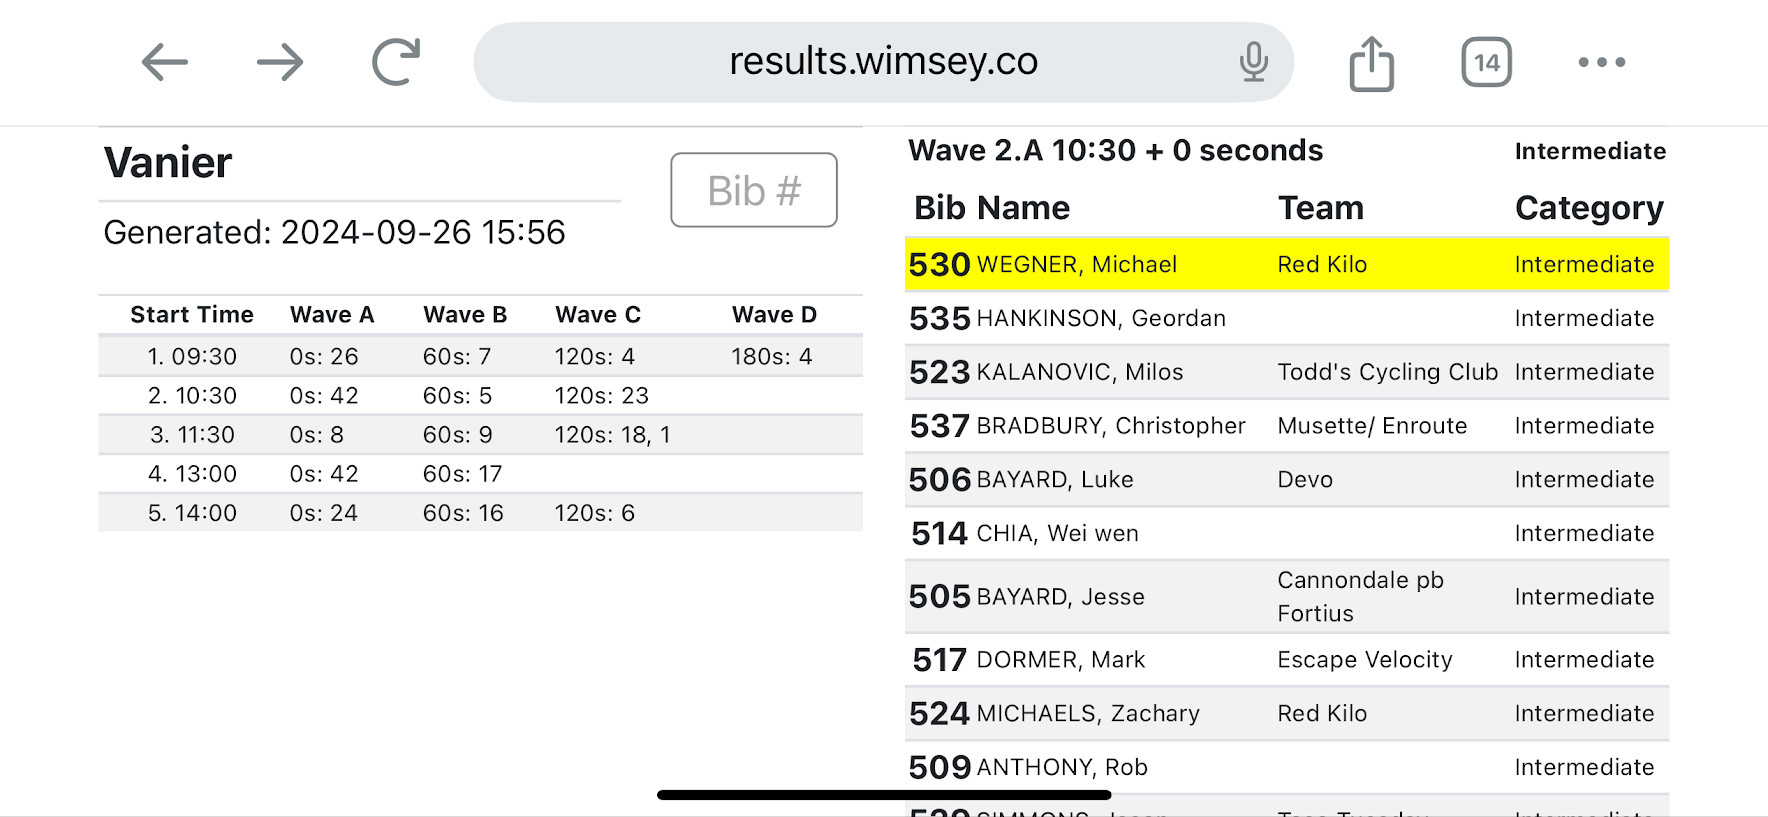 results.wimsey.co
14
Vanier
Bib #
Generated: 2024-09-26 15:56
Start Time Wave A Wave B Wave C Wave D
1. 09:30 0s: 26 60s: 7 120s: 4 180s: 4
2. 10:30 0s: 42 60s: 5 120s: 23
3. 11:30 0s: 8 60s: 9 120s: 18, 1
4. 13:00 0s: 42 60s: 17
5. 14:00 0s: 24 60s: 16 120s: 6
Wave 2.A 10:30 + 0 seconds Intermediate
Bib Name Team Category
530 WEGNER, Michael Red Kilo Intermediate
535 HANKINSON, Geordan Intermediate
523 KALANOVIC, Milos Todd's Cycling Club Intermediate
537 BRADBURY, Christopher Musette/ Enroute Intermediate
506 BAYARD, Luke Devo Intermediate
514 CHIA, Wei wen Intermediate
505 BAYARD, Jesse Cannondale pb Fortius Intermediate
517 DORMER, Mark Escape Velocity Intermediate
524 MICHAELS, Zachary Red Kilo Intermediate
509 ANTHONY, Rob Intermediate